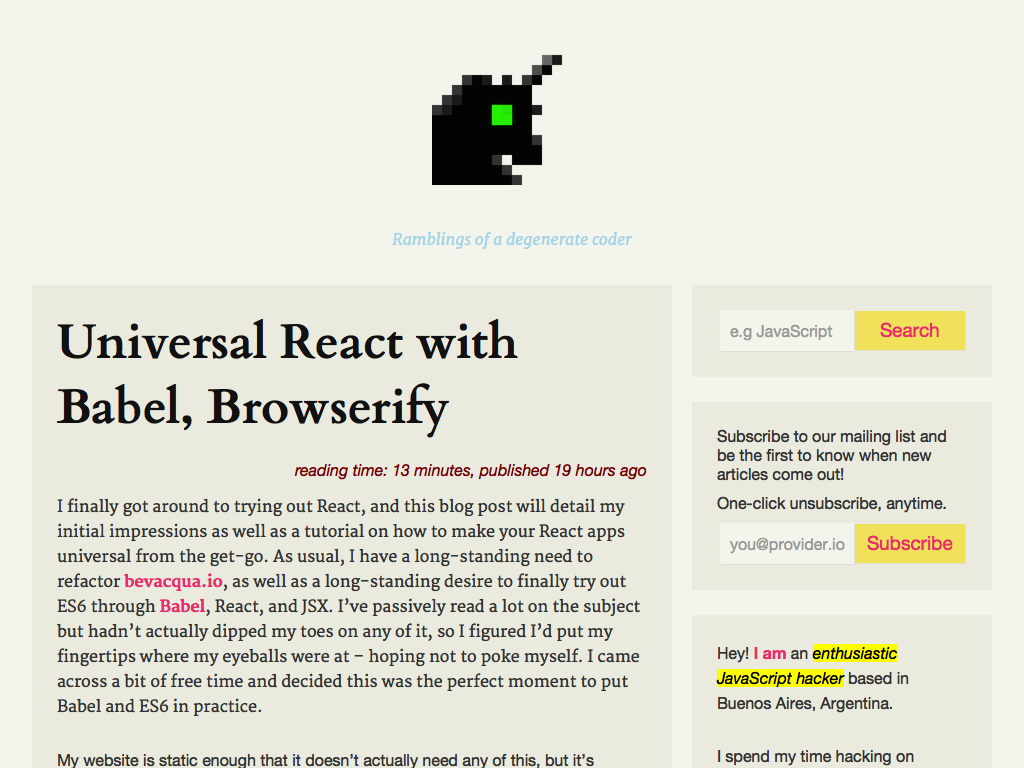 Ramblings of a degenerate coder
Universal React with
Babel, Browserify
reading time: 13 minutes, published 19 hours ago
I finally got around to trying out React, and this blog post will detail my
initial impressions as well as a tutorial on how to make your React apps
universal from the get-go. As usual, I have a long-standing need to
refactor bevacqua.io, as well as a long-standing desire to finally try out
ES6 through Babel, React, and JSX. I’ve passively read a lot on the subject
but hadn’t actually dipped my toes on any of it, so I figured I’d put my
fingertips where my eyeballs were at – hoping not to poke myself. I came
across a bit of free time and decided this was the perfect moment to put
Babel and ES6 in practice.
My website is static enough that it doesn’t actually need any of this, but it’s
e.g JavaScript Search
Subscribe to our mailing list and
be the first to know when new
articles come out!
One-click unsubscribe, anytime.
you@provider.io Subscribe
Hey! I am an enthusiastic
JavaScript hacker based in
Buenos Aires, Argentina.
I spend my time hacking on